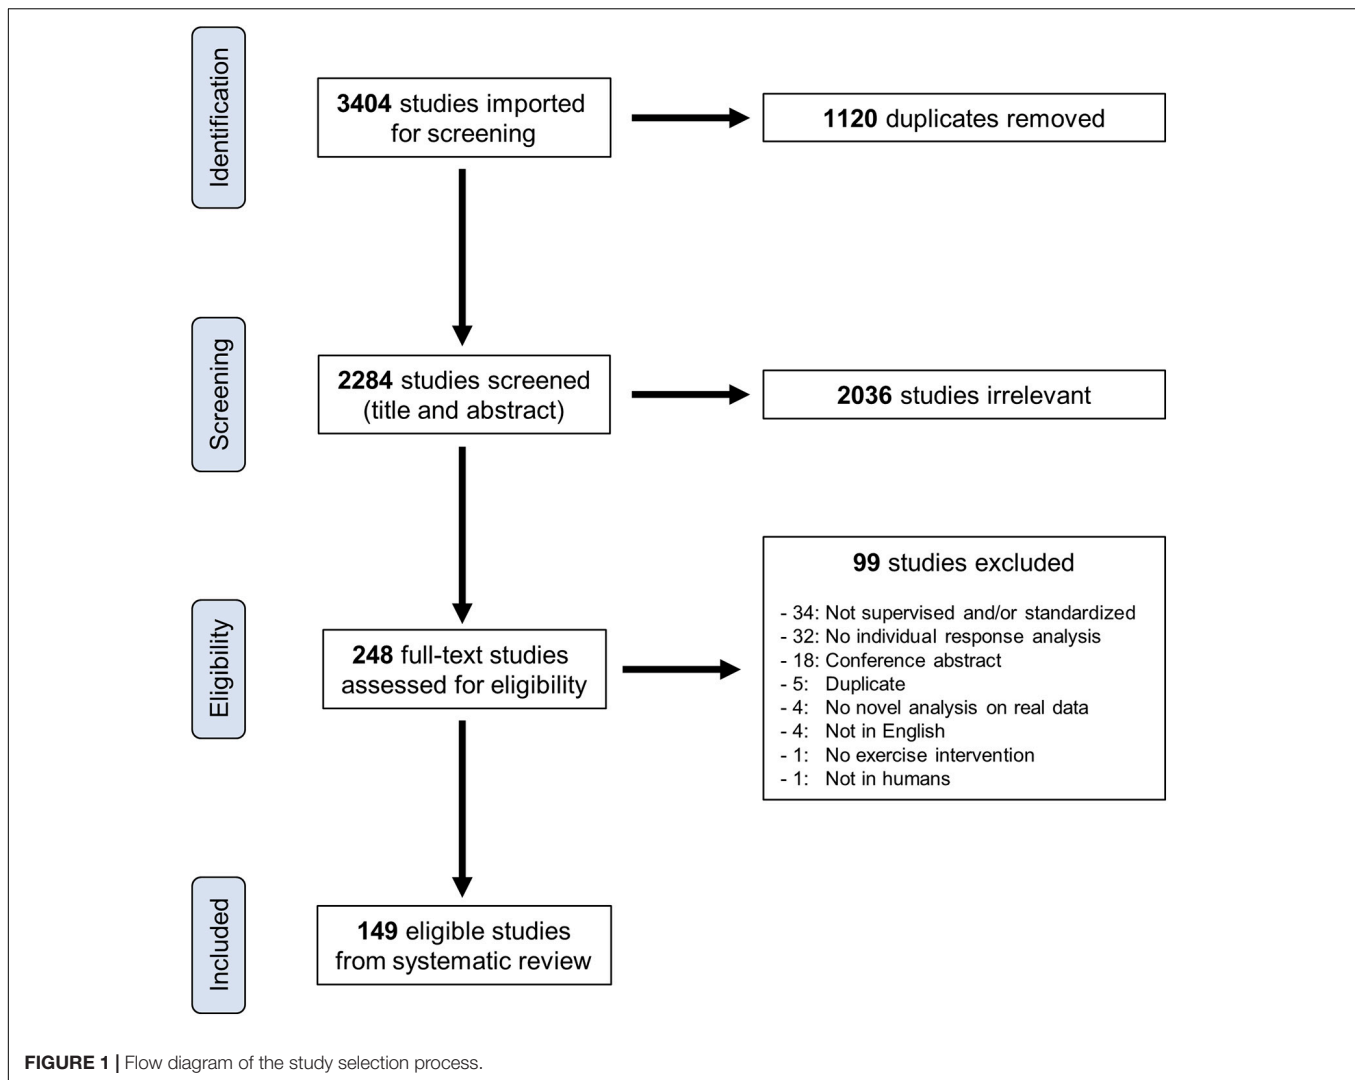 Identification
3404 studies imported
for screening
1120 duplicates removed
Screening
2284 studies screened
(title and abstract)
2036 studies irrelevant
Eligibility
248 full-text studies
assessed for eligibility
99 studies excluded
- 34: Not supervised and/or standardized
- 32: No individual response analysis
- 18: Conference abstract
- 5: Duplicate
- 4: No novel analysis on real data
- 4: Not in English
- 1: No exercise intervention
- 1: Not in humans
Included
149 eligible studies
from systematic review
FIGURE 1 | Flow diagram of the study selection process.